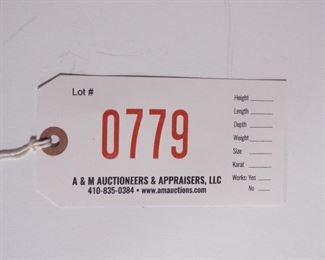 Lot #
0779
A & M AUCTIONEERS & APPRAISERS, LLC
410-835-0384 • www.amauctions.com
Height
Length
Depth
Weight
Size
Karat
Works: Yes
No